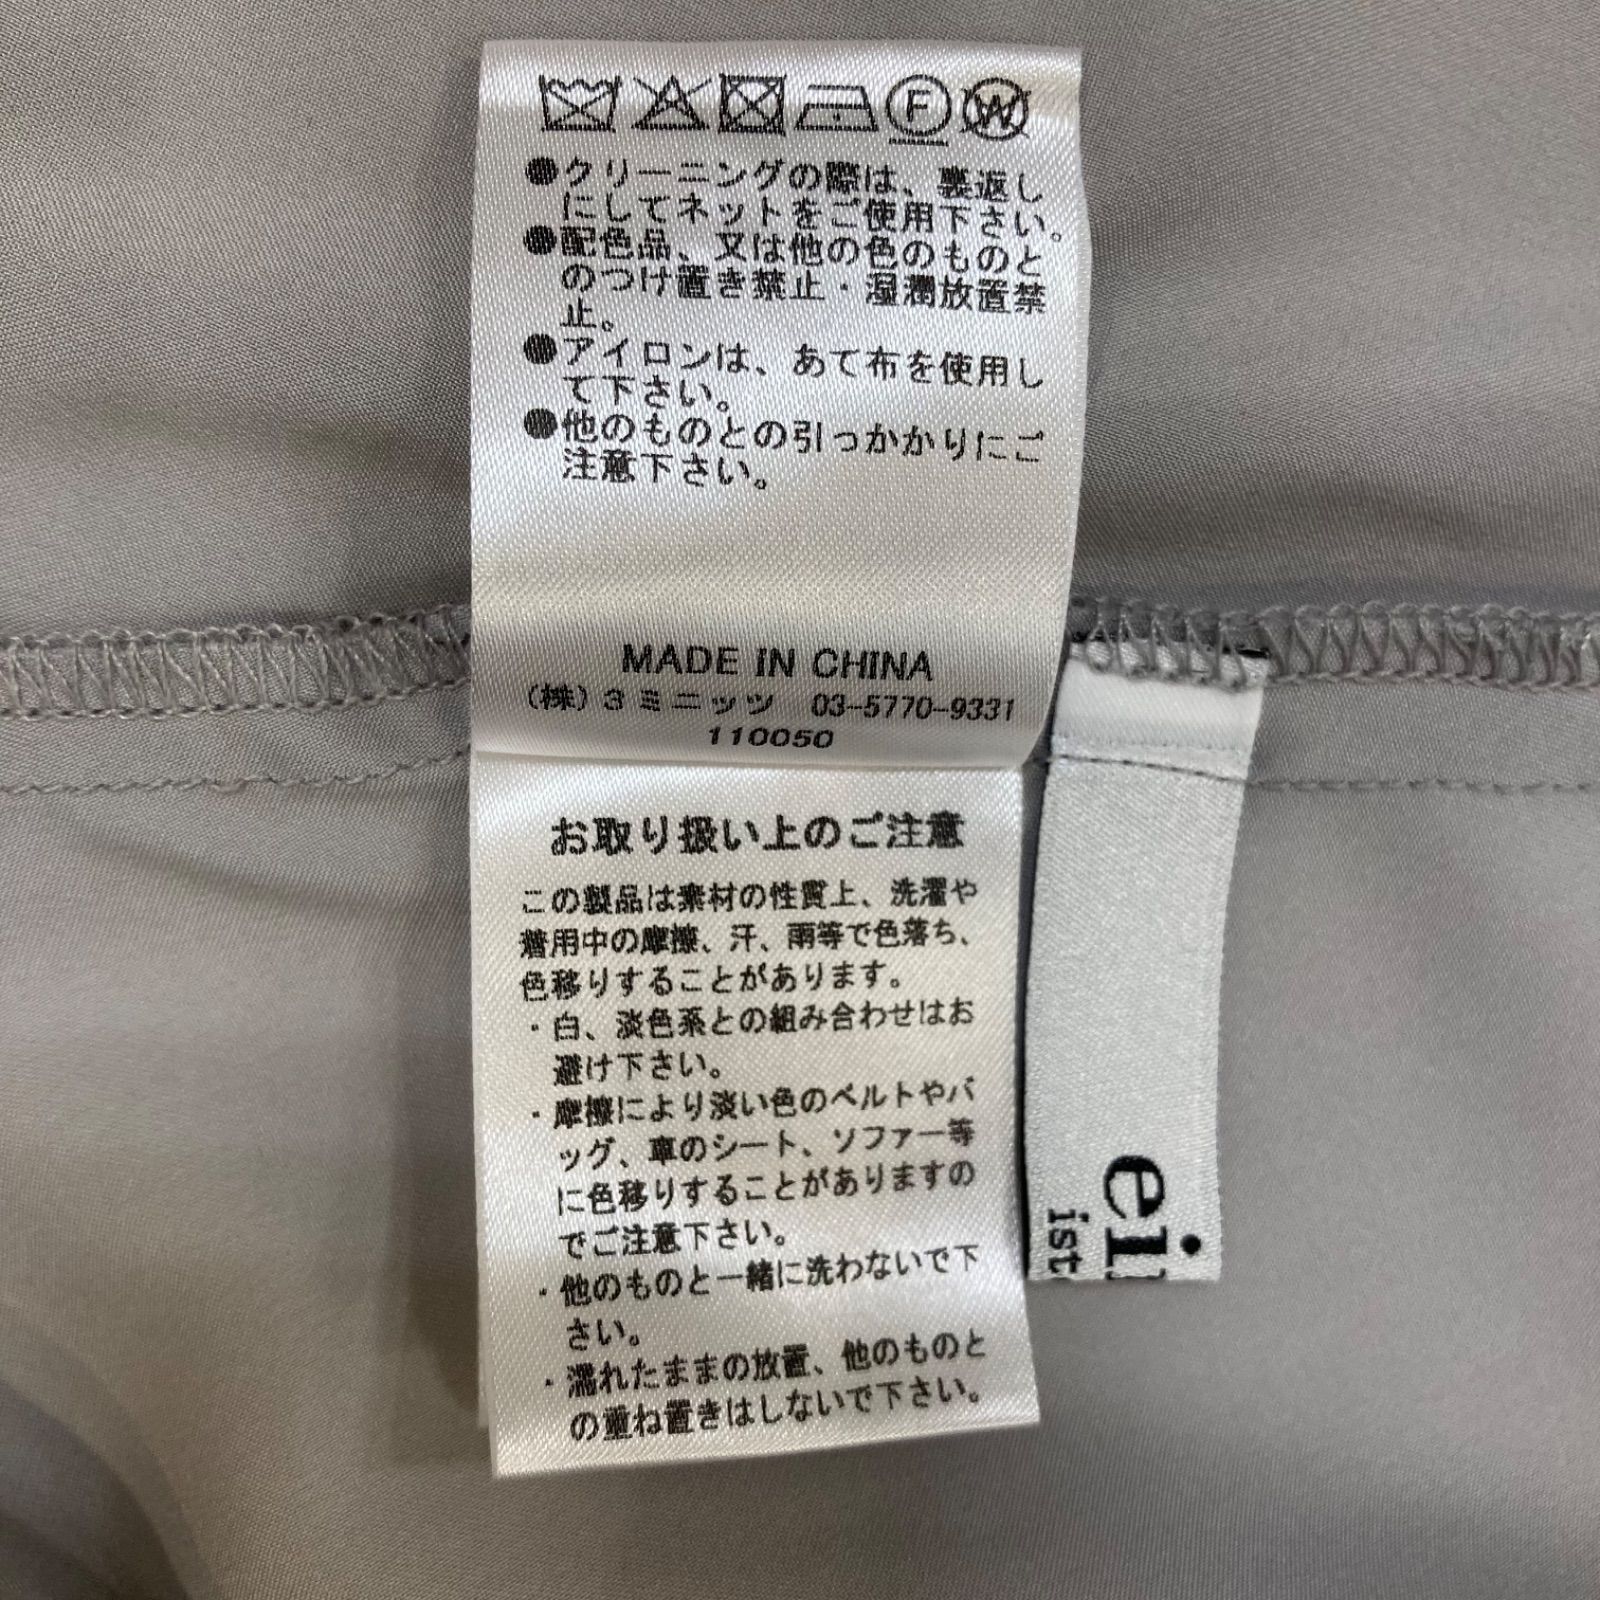 F W
●クリーニングの際は、裏返し
にしてネットをご使用下さい。
●配色品、又は他の色のものと
のつけ置き禁止・湿潤放置禁
止。
●アイロンは、あて布を使用し
て下さい。
●他のものとの引っかかりにご
注意下さい。
MADE IN CHINA
(株)3ミニッツ 03-5770-9331
110050
お取り扱い上のご注意
この製品は素材の性質上、洗濯や
着用中の摩擦、汗、雨等で色落ち、
色移りすることがあります。
・白、淡色系との組み合わせはお
避け下さい。
・摩擦により淡い色のベルトやバ
ッグ、車のシート、ソファー等
に色移りすることがありますの
でご注意下さい。
・他のものと一緒に洗わないで下
さい。
・濡れたままの放置、他のものと
の重ね置きはしないで下さい。